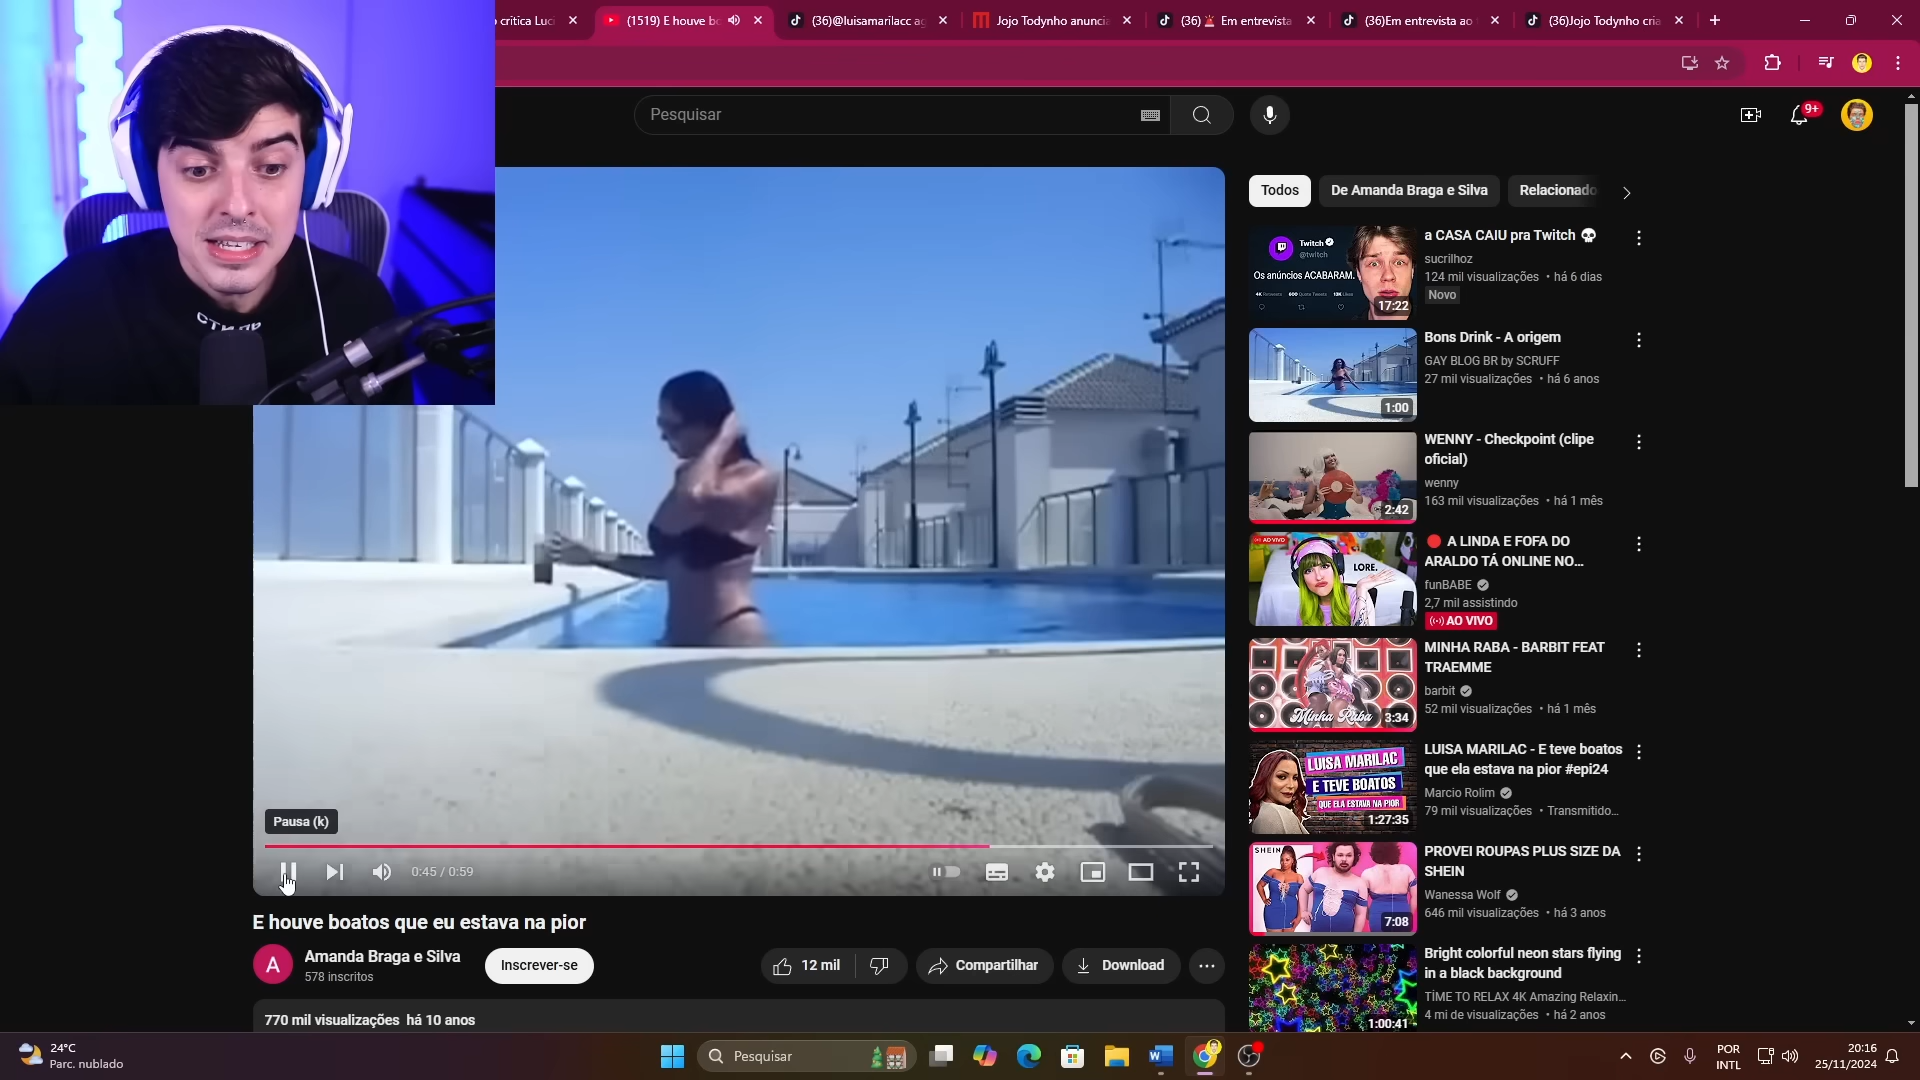 o critica Luci
(1519) E houve bo
(36)@luisamarilacc ag
Jojo Todynho anuncia
(36)🚨 Em entrevista
(36)Em entrevista ao
(36)Jojo Todynho cria
Pesquisar
9+
СТИЛЬ
Todos
De Amanda Braga e Silva
Relacionado
Twitch
@twitch
Os anúncios ACABARAM.
17:22
a CASA CAIU pra Twitch 💀
sucrilhoz
124 mil visualizações • há 6 dias
Novo
1:00
Bons Drink - A origem
GAY BLOG BR by SCRUFF
27 mil visualizações • há 6 anos
2:42
WENNY - Checkpoint (clipe
oficial)
wenny
163 mil visualizações • há 1 mês
AO VIVO
LORE.
🔴 A LINDA E FOFA DO
ARALDO TÁ ONLINE NO...
funBABE
2,7 mil assistindo
AO VIVO
Minha Raba
3:34
MINHA RABA - BARBIT FEAT
TRAEMME
barbit
52 mil visualizações • há 1 mês
LUISA MARILAC
E TEVE BOATOS
QUE ELA ESTAVA NA PIOR
1:27:35
LUISA MARILAC - E teve boatos
que ela estava na pior #epi24
Marcio Rolim
79 mil visualizações • Transmitido...
SHEIN
7:08
PROVEI ROUPAS PLUS SIZE DA
SHEIN
Wanessa Wolf
646 mil visualizações • há 3 anos
1:00:41
Bright colorful neon stars flying
in a black background
TIME TO RELAX 4K Amazing Relaxin...
4 mi de visualizações • há 2 anos
Pausa (k)
0:45 / 0:59
E houve boatos que eu estava na pior
A
Amanda Braga e Silva
578 inscritos
Inscrever-se
12 mil
Compartilhar
Download
770 mil visualizações há 10 anos
24°C
Parc. nublado
Pesquisar
POR
INTL
20:16
25/11/2024